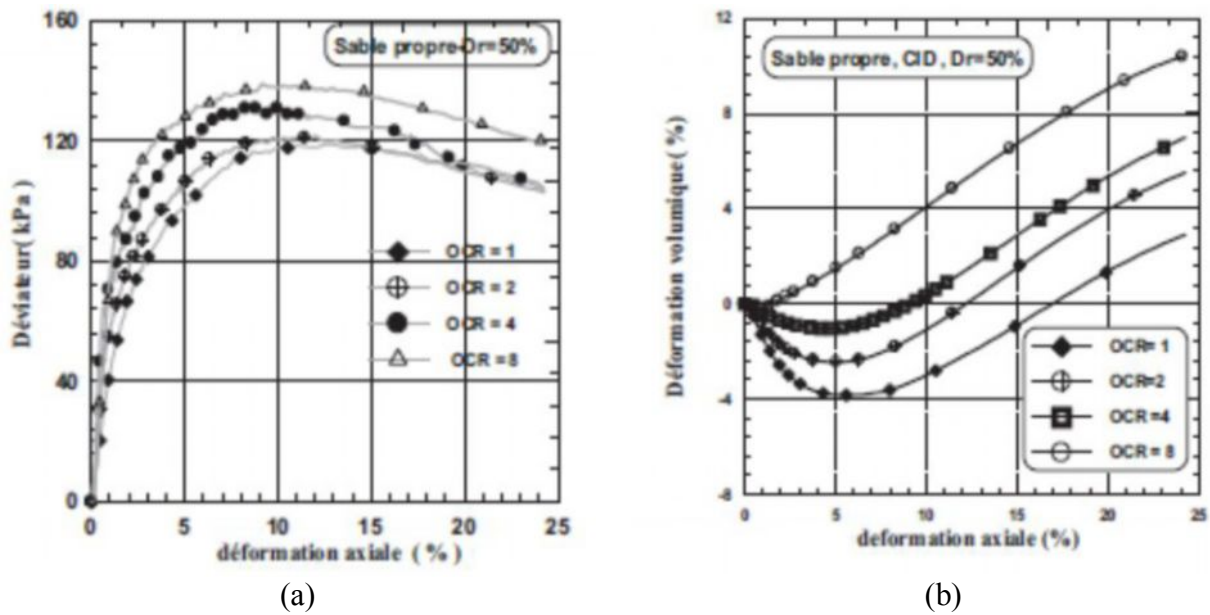 160
120
80
40
0
Déviateur( kPa)
Sable propre-Dr=50%
OCR = 1
OCR = 2
OCR = 4
OCR = 8
0 5 10 15 20 25
déformation axiale ( % )
(a)
12
8
4
0
-4
-8
Déformation volumique( %)
Sable propre, CID , Dr=50%
OCR= 1
OCR=2
OCR=4
OCR = 8
0 5 10 15 20 25
deformation axiale (%)
(b)